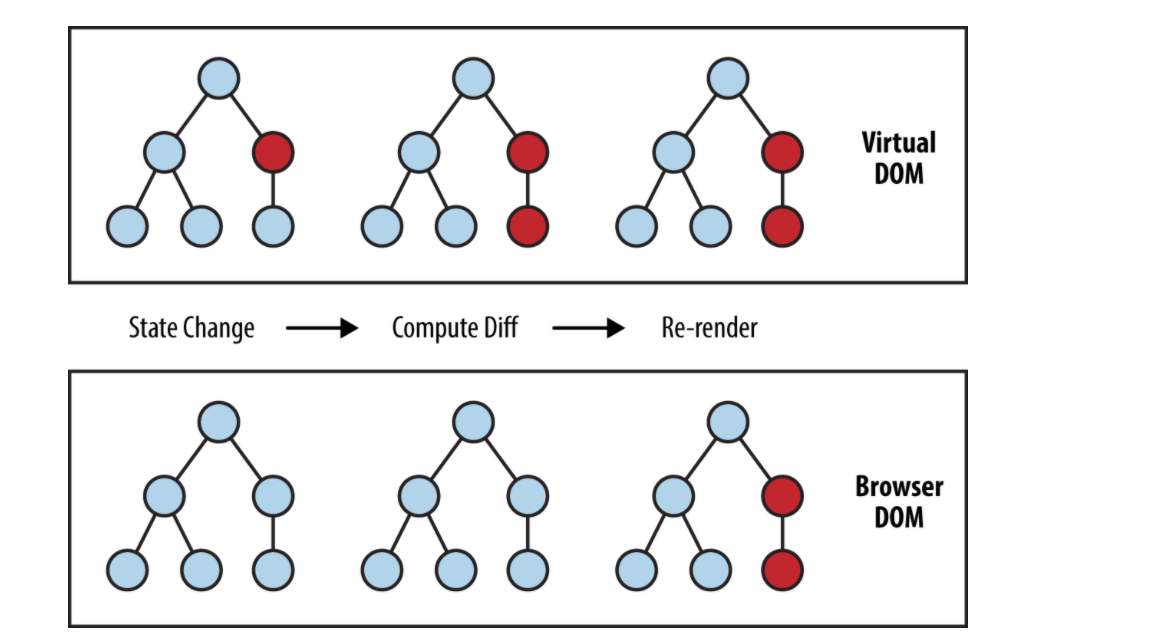 Virtual
DOM
State Change
Compute Diff
Re-render
Browser
DOM